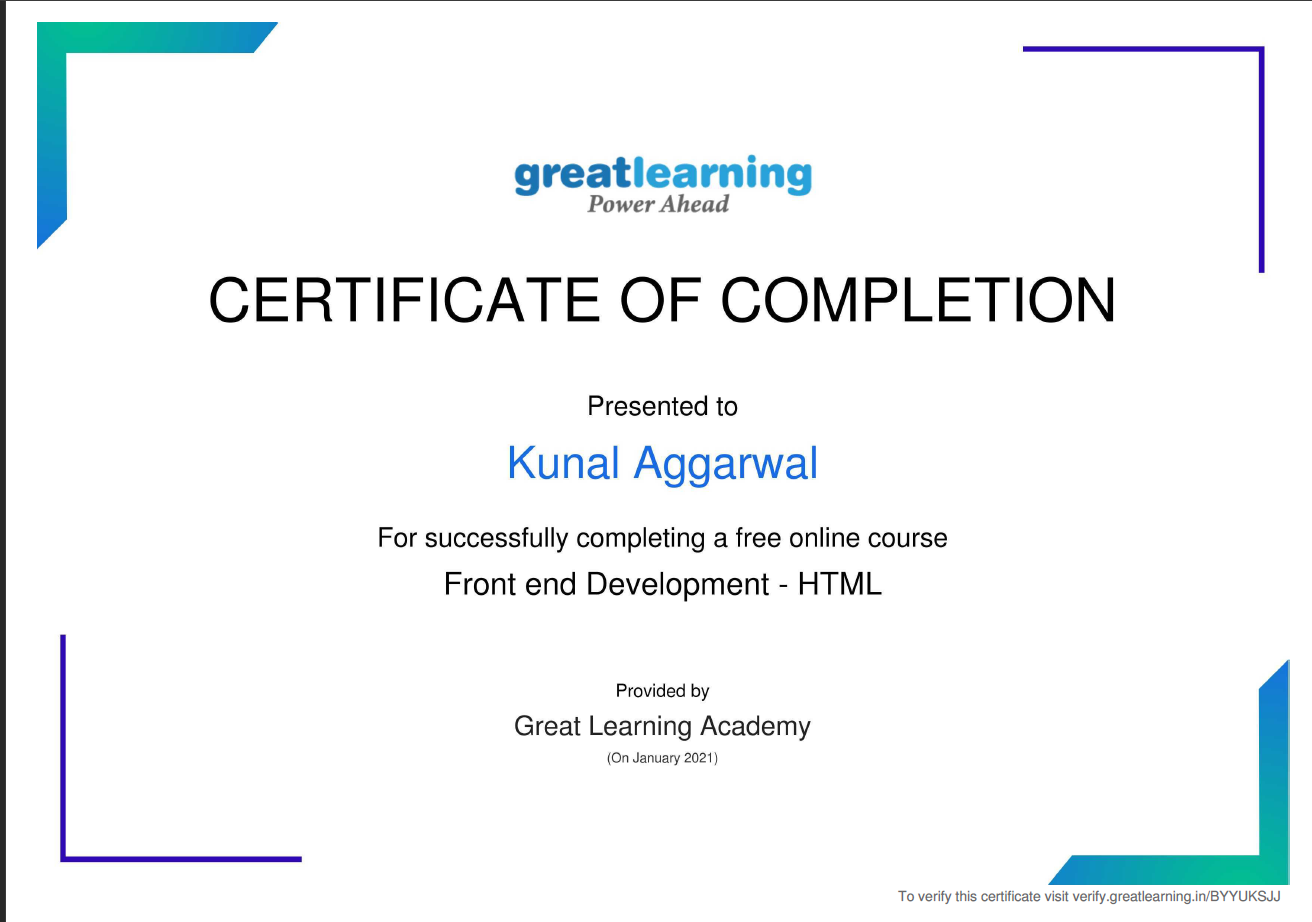 greatlearning
Power Ahead
CERTIFICATE OF COMPLETION
Presented to
Kunal Aggarwal
For successfully completing a free online course
Front end Development - HTML
Provided by
Great Learning Academy
(On January 2021)
To verify this certificate visit verify.greatlearning.in/BYYUKSJJ